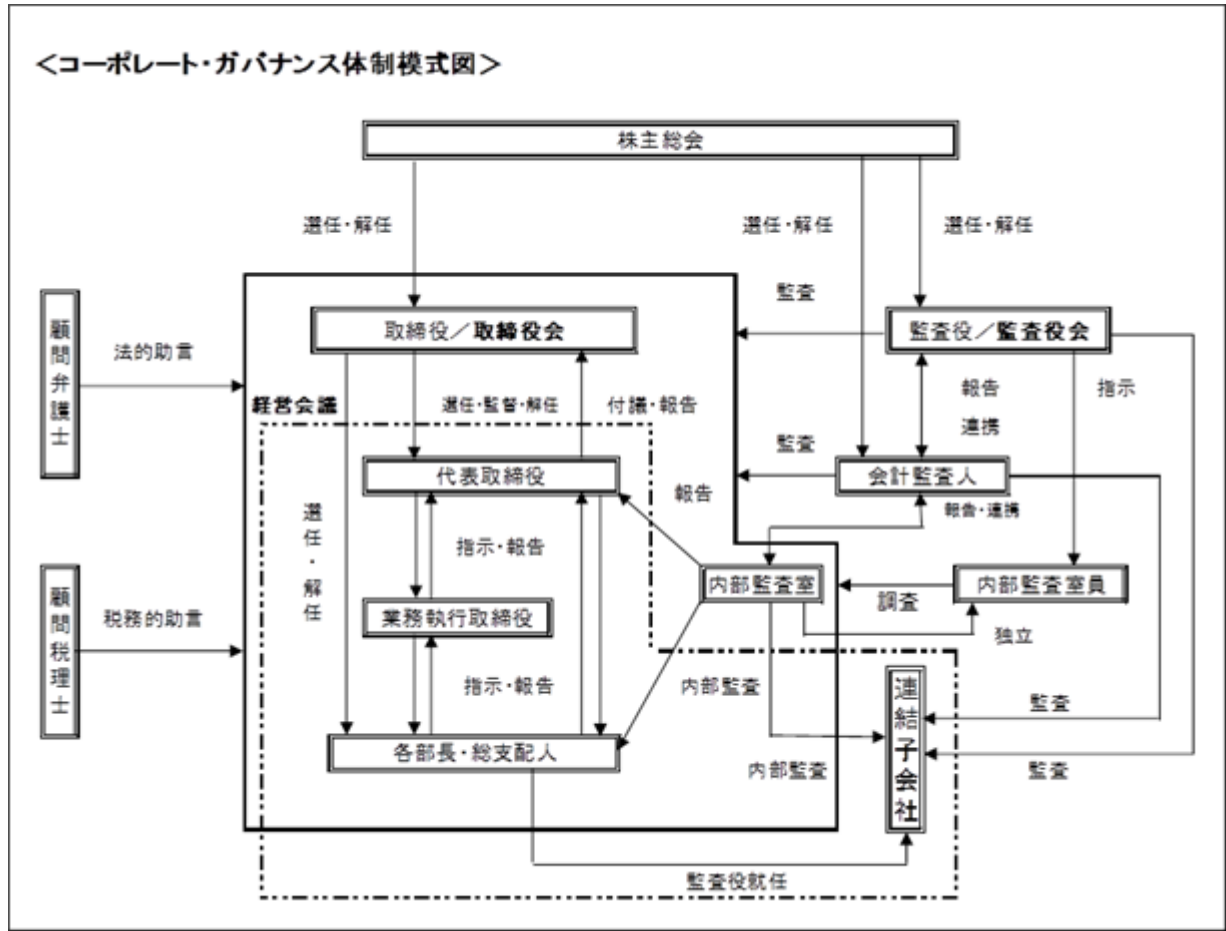 ＜コーポレート・ガバナンス体制模式図＞
株主総会
選任・解任
選任・解任
選任・解任
監査
顧問弁護士
法的助言
取締役／取締役会
監査役／監査役会
経営会議
選任・監督・解任
付議・報告
報告
連携
指示
監査
代表取締役
会計監査人
報告
報告・連携
選任・解任
指示・報告
内部監査室
内部監査室員
調査
独立
顧問税理士
税務的助言
業務執行取締役
指示・報告
内部監査
連結子会社
監査
各部長・総支配人
内部監査
監査
監査役就任